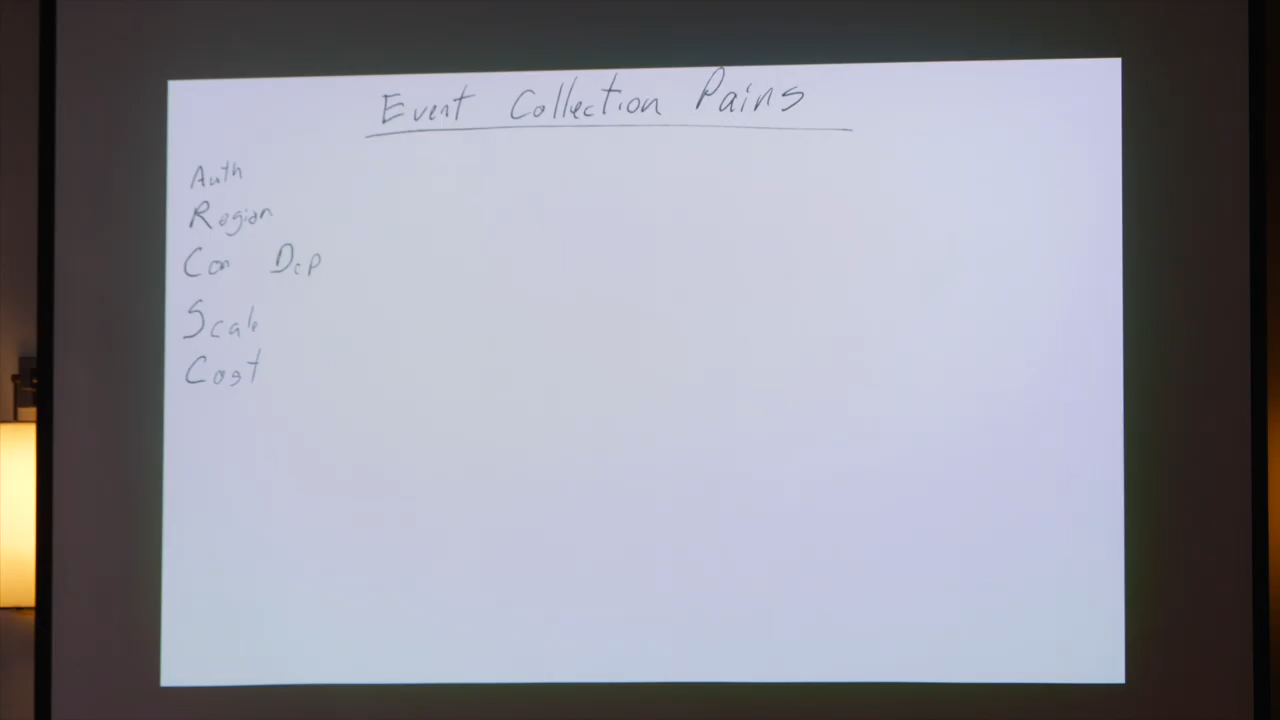 Event Collection Pains
Auth
Region
Con Dep
Scale
Cost